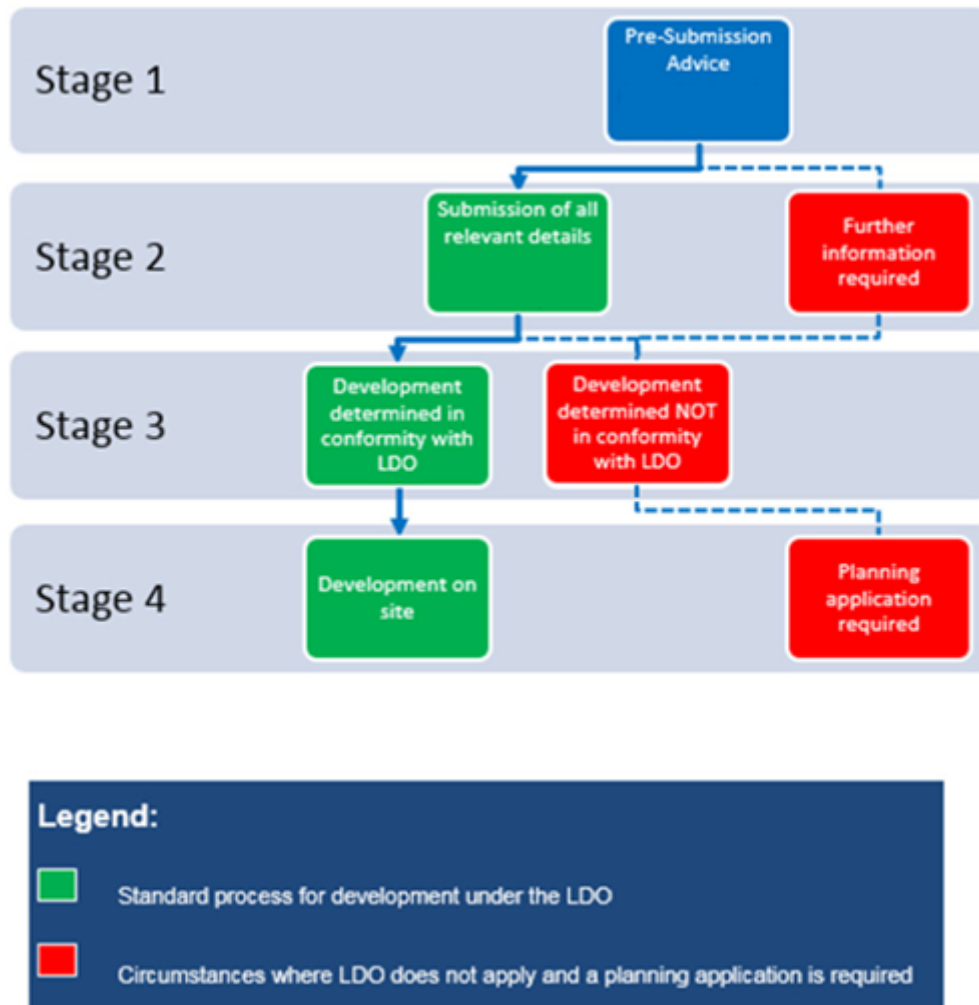 Stage 1
Pre-Submission
Advice
Stage 2
Submission of all
relevant details
Further
information
required
Stage 3
Development
determined in
conformity with
LDO
Development
determined NOT
in conformity
with LDO
Stage 4
Development on
site
Planning
application
required
Legend:
Standard process for development under the LDO
Circumstances where LDO does not apply and a planning application is required